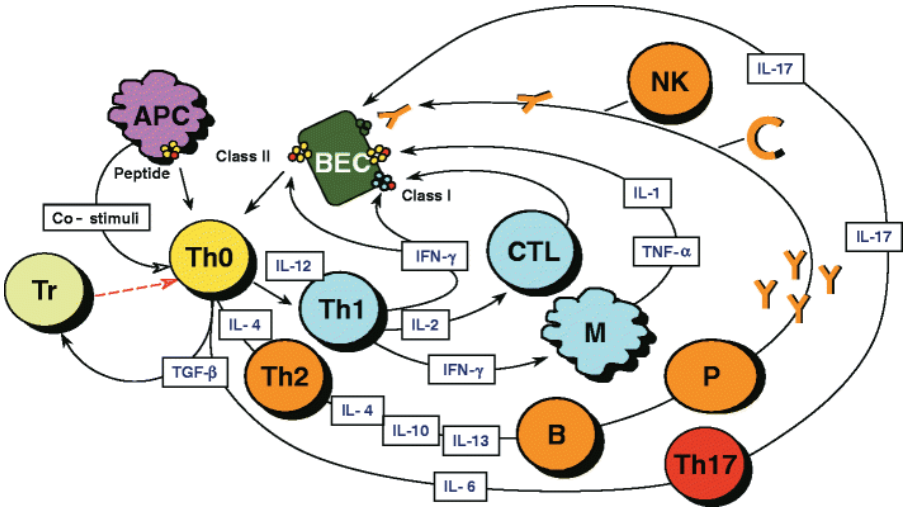 NK
IL-17
APC
Class II
BEC
Peptide
Class I
IL-1
Co- stimuli
Th0
IFN-γ
CTL
TNF-α
IL-17
IL-12
Tr
Th1
IL-2
IL- 4
M
TGF-β
Th2
IFN-γ
P
IL- 4
IL-10
IL-13
B
Th17
IL- 6